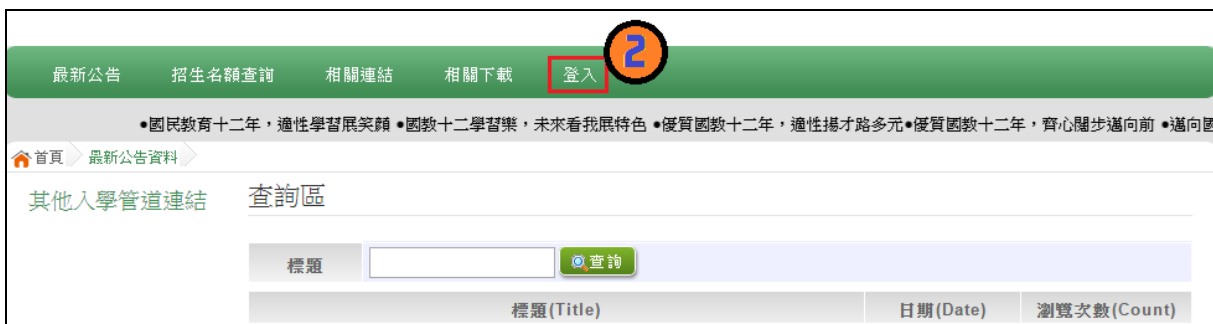 2
最新公告 招生名額查詢 相關連結 相關下載 登入
•國民教育十二年，適性學習展笑顏 •國教十二學習樂，未來看我展特色 •優質國教十二年，適性揚才路多元•優質國教十二年，齊心闊步邁向前 •邁向國
首頁 最新公告資料
其他入學管道連結 查詢區
標題 查詢
標題(Title) 日期(Date) 瀏覽次數(Count)